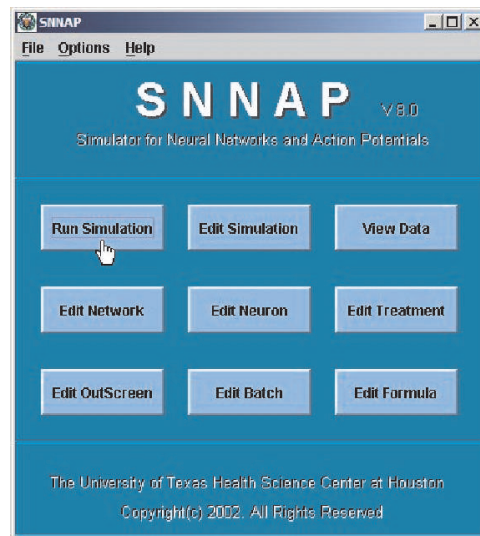 SNNAP
File Options Help
SNNAP V 8.0
Simulator for Neural Networks and Action Potentials
Run Simulation Edit Simulation View Data
Edit Network Edit Neuron Edit Treatment
Edit OutScreen Edit Batch Edit Formula
The University of Texas Health Science Center at Houston
Copyright(c) 2002. All Rights Reserved